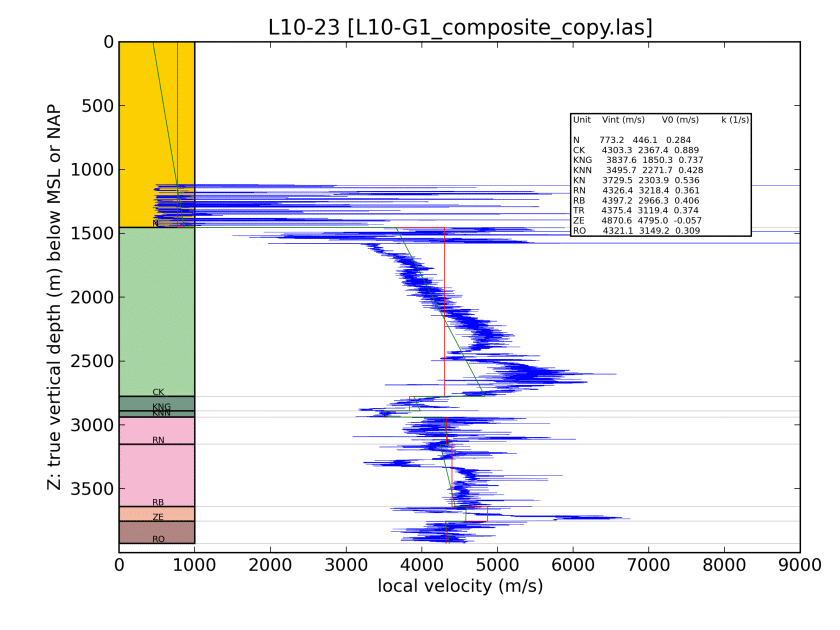 L10-23 [L10-G1_composite_copy.las]
0
500
1000
1500
2000
2500
3000
3500
Z: true vertical depth (m) below MSL or NAP
Unit Vint (m/s) V0 (m/s) k (1/s)
N 773.2 446.1 0.284
CK 4303.3 2367.4 0.889
KNG 3837.6 1850.3 0.737
KNN 3495.7 2271.7 0.428
KN 3729.5 2303.9 0.536
RN 4326.4 3218.4 0.361
RB 4397.2 2966.3 0.406
TR 4375.4 3119.4 0.374
ZE 4870.6 4795.0 -0.057
RO 4321.1 3149.2 0.309
CK
KNG
KNN
RN
RB
ZE
RO
0 1000 2000 3000 4000 5000 6000 7000 8000 9000
local velocity (m/s)